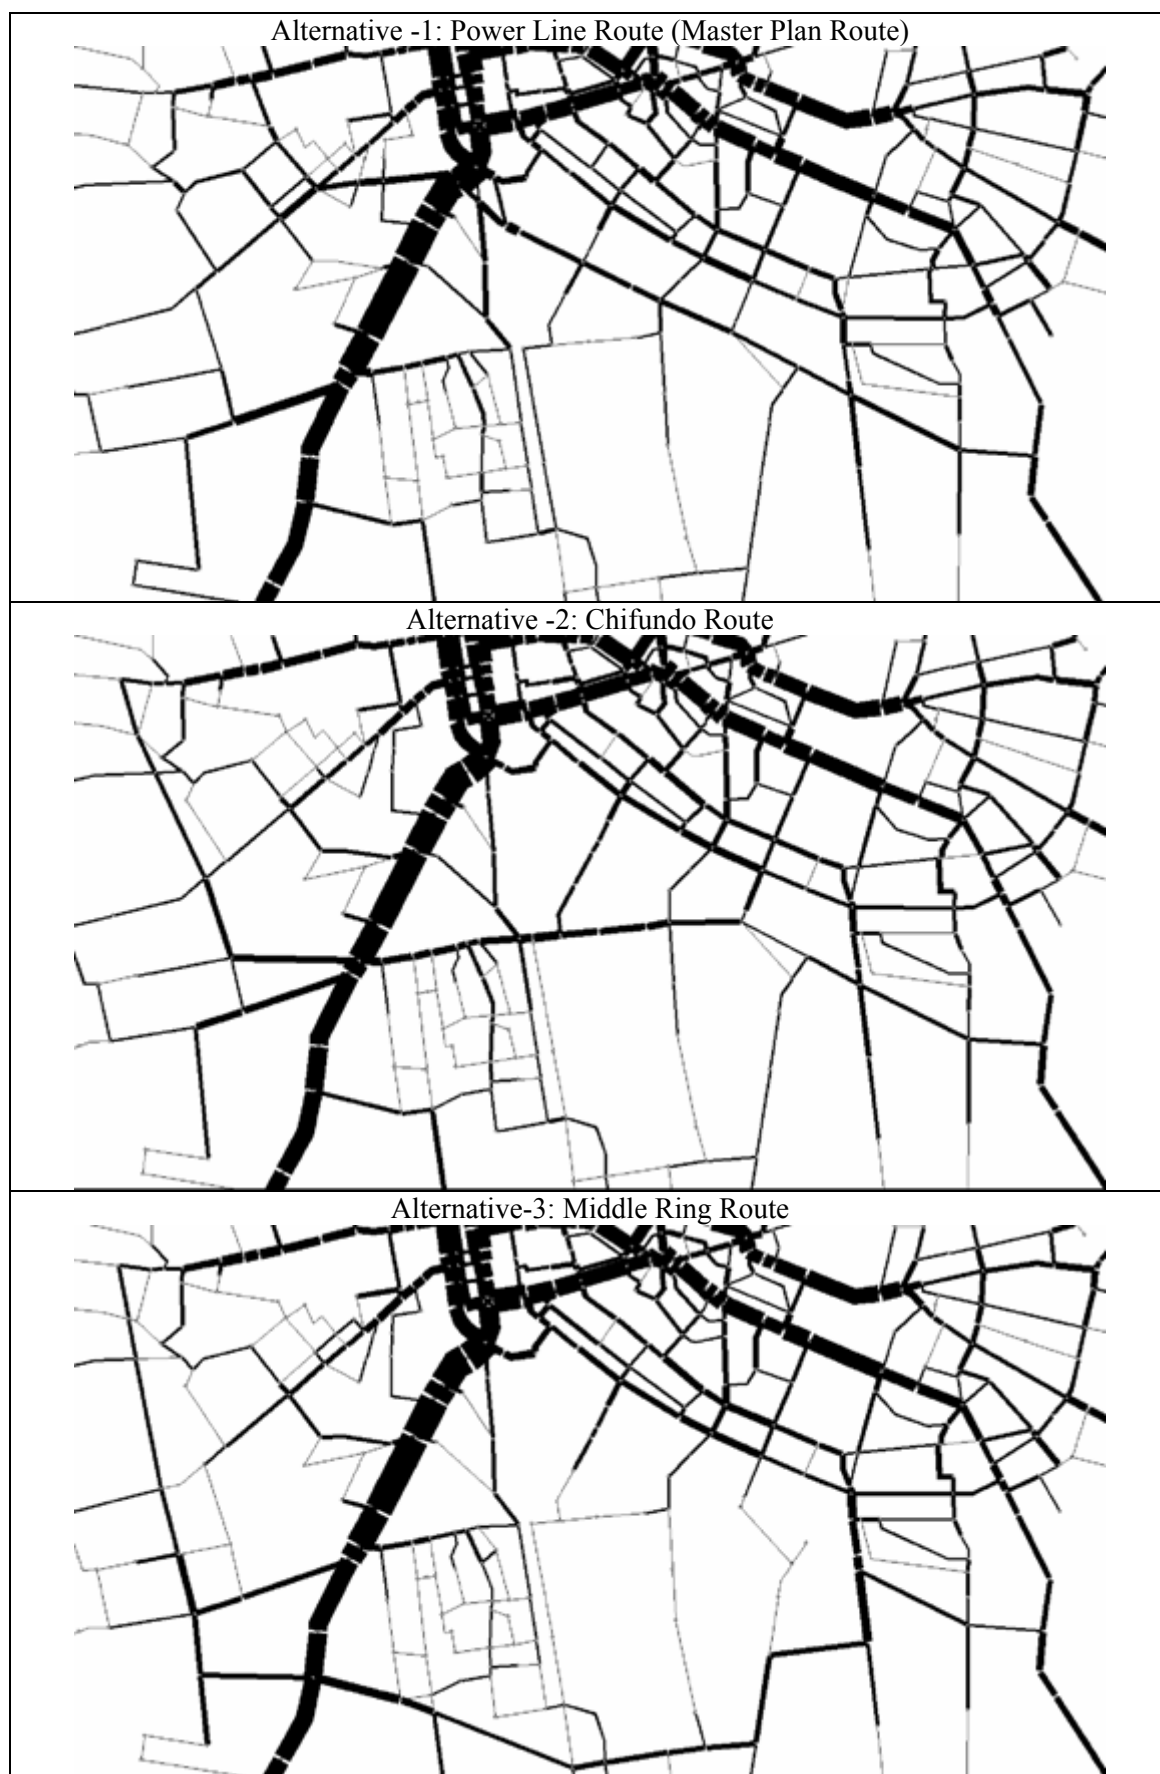 Alternative -1: Power Line Route (Master Plan Route)
Alternative -2: Chifundo Route
Alternative-3: Middle Ring Route